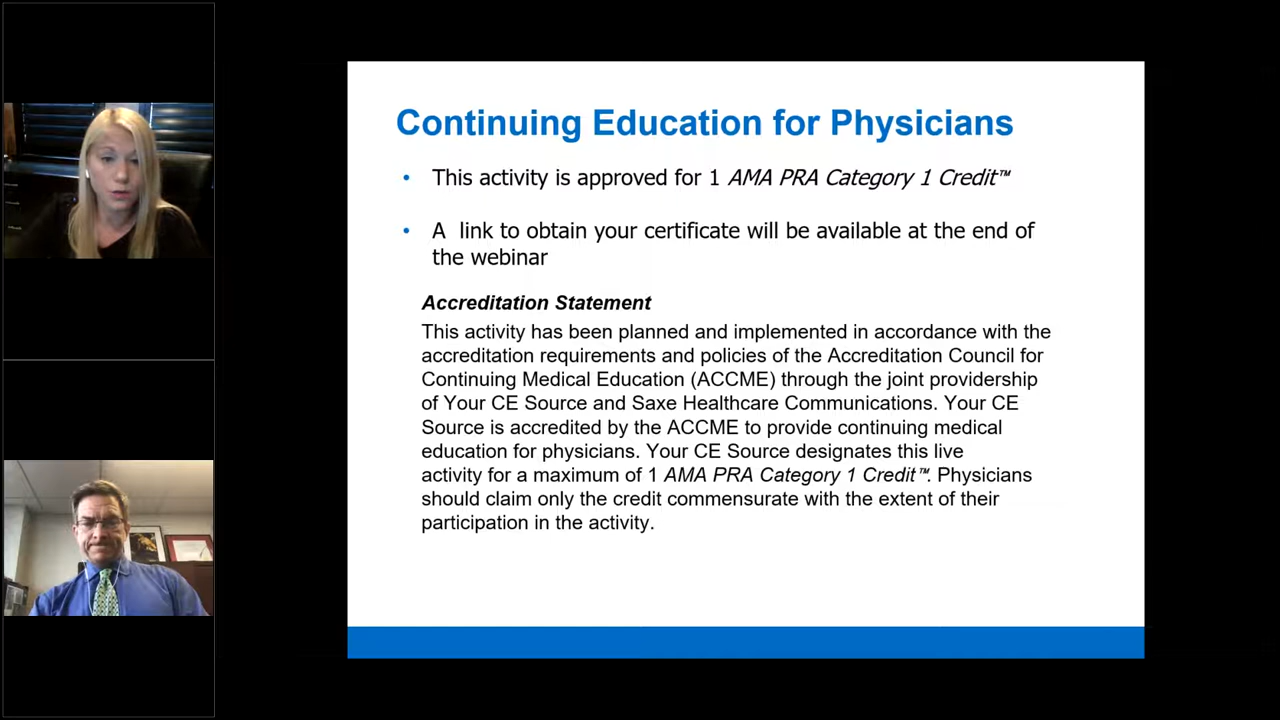 Continuing Education for Physicians
• This activity is approved for 1 AMA PRA Category 1 Credit™
• A link to obtain your certificate will be available at the end of
the webinar
Accreditation Statement
This activity has been planned and implemented in accordance with the
accreditation requirements and policies of the Accreditation Council for
Continuing Medical Education (ACCME) through the joint providership
of Your CE Source and Saxe Healthcare Communications. Your CE
Source is accredited by the ACCME to provide continuing medical
education for physicians. Your CE Source designates this live
activity for a maximum of 1 AMA PRA Category 1 Credit™. Physicians
should claim only the credit commensurate with the extent of their
participation in the activity.